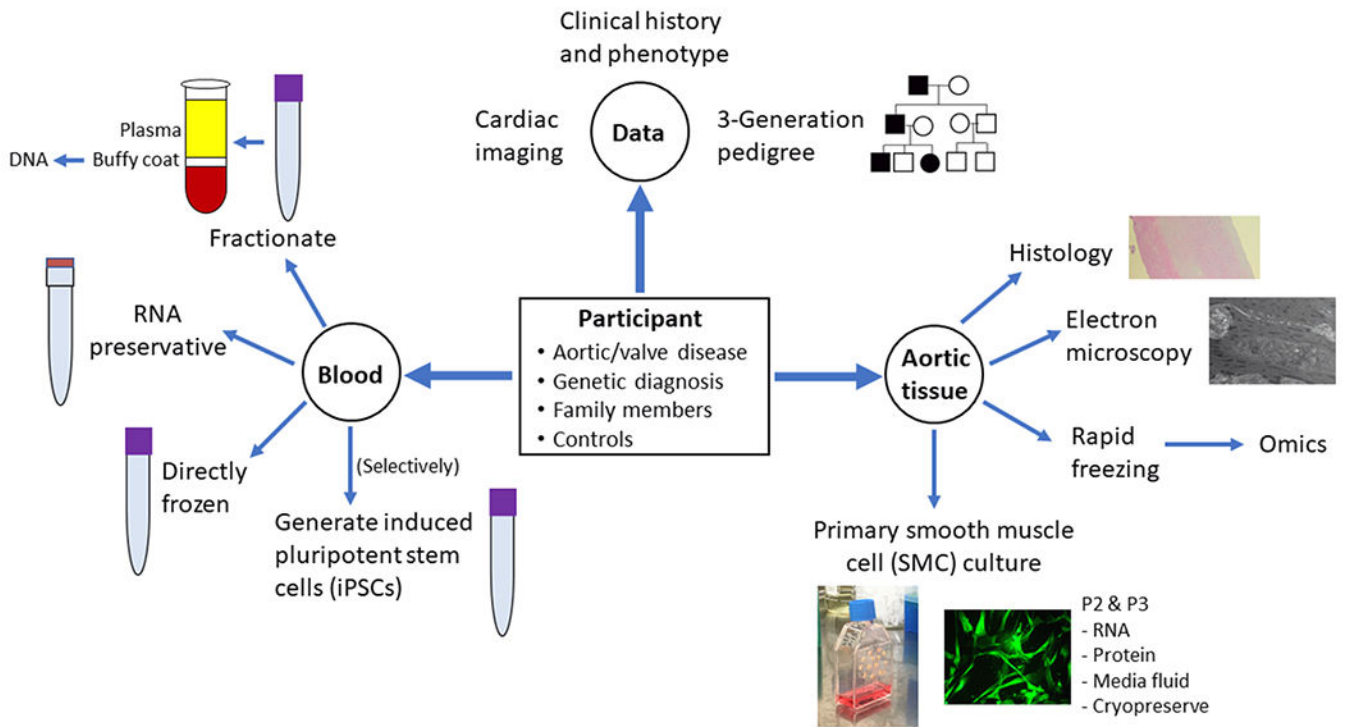 Clinical history
and phenotype
Cardiac
imaging
Data
3-Generation
pedigree
Plasma
Buffy coat
DNA
Fractionate
RNA
preservative
Blood
Directly
frozen
(Selectively)
Generate induced
pluripotent stem
cells (iPSCs)
Participant
• Aortic/valve disease
• Genetic diagnosis
• Family members
• Controls
Aortic
tissue
Histology
Electron
microscopy
Rapid
freezing
Omics
Primary smooth muscle
cell (SMC) culture
P2 & P3
- RNA
- Protein
- Media fluid
- Cryopreserve